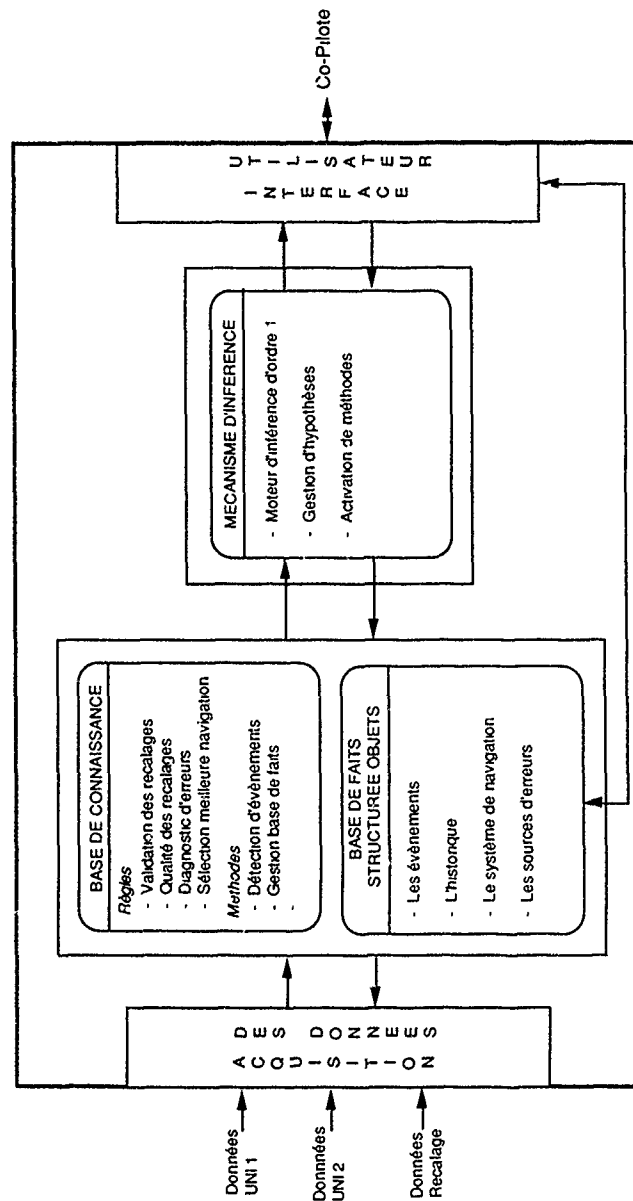 Données
UNI 1
Donnnées
UNI 2
Données
Recalage
ACQUISITION
DES DONNEES
BASE DE CONNAISSANCE
Règles
- Validation des recalages
- Qualité des recalages
- Diagnostic d'erreurs
- Sélection meilleure navigation
Methodes
- Détection d'évènements
- Gestion base de faits
-
BASE DE FAITS
STRUCTUREE OBJETS
- Les évènements
- L'historique
- Le système de navigation
- Les sources d'erreurs
MECANISME D'INFERENCE
- Moteur d'inférence d'ordre 1
- Gestion d'hypothèses
- Activation de méthodes
INTERFACE
UTILISATEUR
Co-Pilote